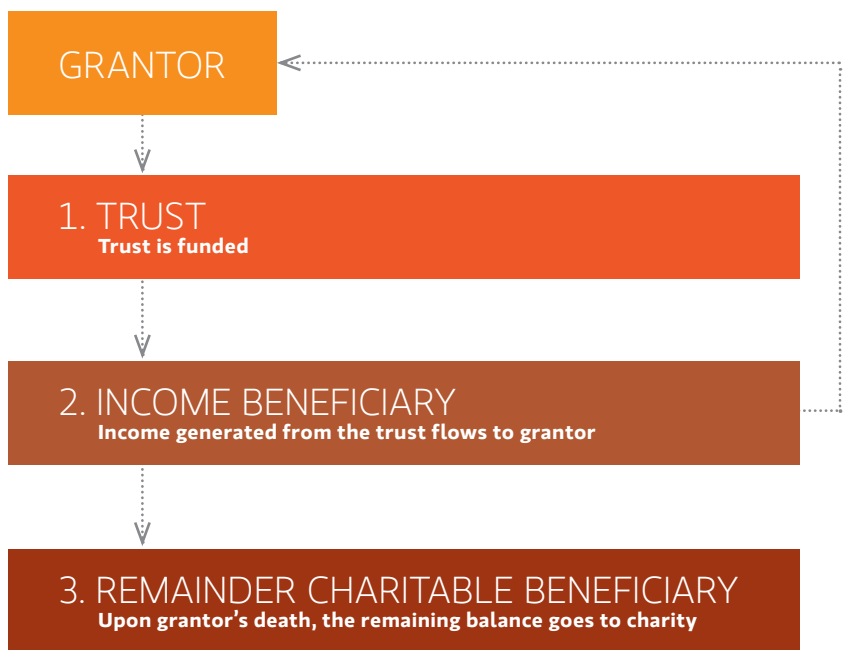 GRANTOR
1. TRUST
Trust is funded
2. INCOME BENEFICIARY
Income generated from the trust flows to grantor
3. REMAINDER CHARITABLE BENEFICIARY
Upon grantor’s death, the remaining balance goes to charity